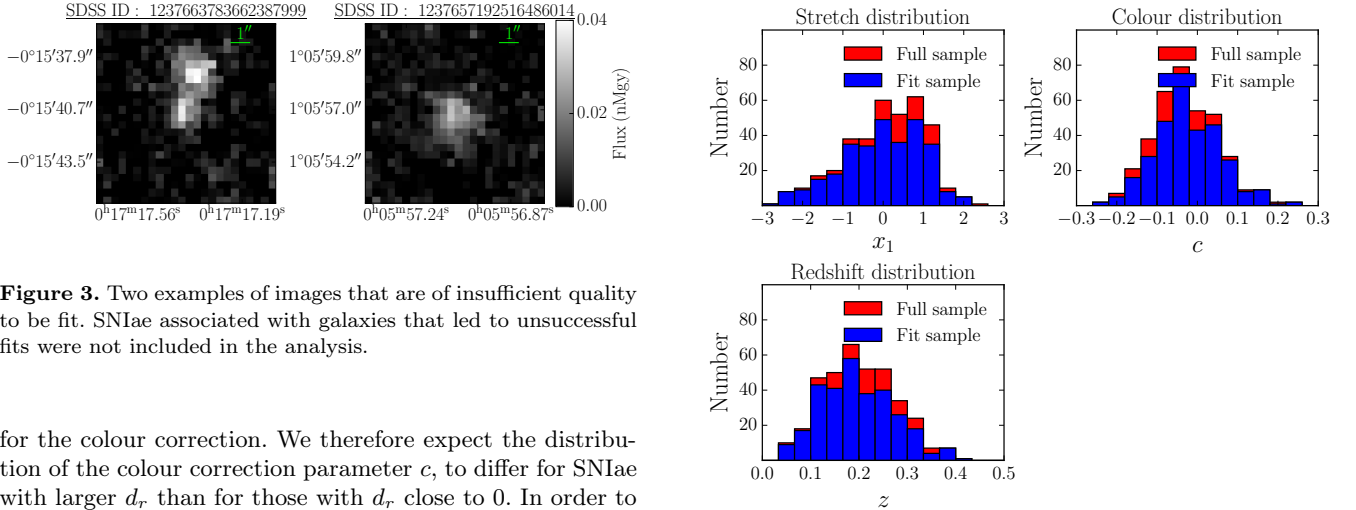 SDSS ID : 1237663783662387999
SDSS ID : 1237657192516486014
1″
1″
−0°15′37.9″
−0°15′40.7″
−0°15′43.5″
0ʰ17ᵐ17.56ˢ
0ʰ17ᵐ17.19ˢ
1°05′59.8″
1°05′57.0″
1°05′54.2″
0ʰ05ᵐ57.24ˢ
0ʰ05ᵐ56.87ˢ
0.04
0.02
0.00
Flux (nMgy)
Figure 3. Two examples of images that are of insufficient quality
to be fit. SNIae associated with galaxies that led to unsuccessful
fits were not included in the analysis.
for the colour correction. We therefore expect the distribu-
tion of the colour correction parameter c, to differ for SNIae
with larger dᵣ than for those with dᵣ close to 0. In order to
Stretch distribution
Full sample
Fit sample
Number
80
60
40
20
−3 −2 −1 0 1 2 3
x₁
Colour distribution
Full sample
Fit sample
Number
80
60
40
20
−0.3 −0.2 −0.1 0.0 0.1 0.2 0.3
c
Redshift distribution
Full sample
Fit sample
Number
80
60
40
20
0.0 0.1 0.2 0.3 0.4 0.5
z